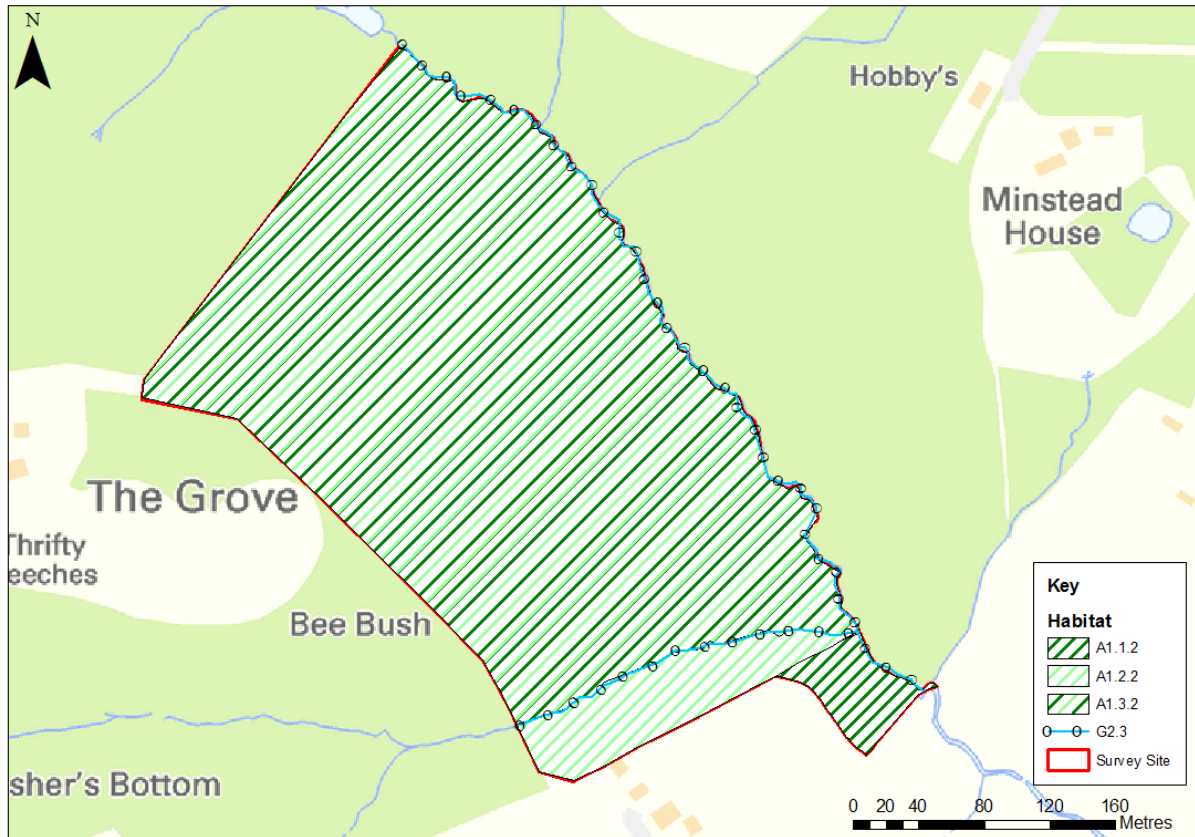 N
Hobby's
Minstead
House
The Grove
Thrifty
eeches
Bee Bush
sher's Bottom
Key
Habitat
A1.1.2
A1.2.2
A1.3.2
G2.3
Survey Site
0 20 40 80 120 160
Metres